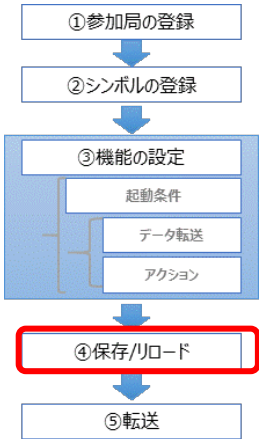 ①参加局の登録
②シンボルの登録
③機能の設定
起動条件
データ転送
アクション
④保存/リロード
⑤転送